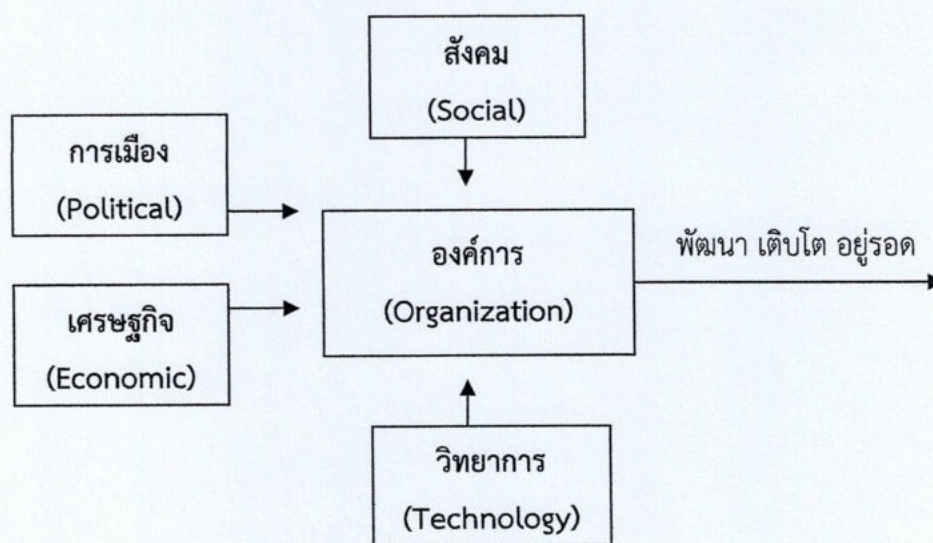 สังคม
(Social)
การเมือง
(Political)
องค์การ
(Organization)
พัฒนา เติบโต อยู่รอด
เศรษฐกิจ
(Economic)
วิทยาการ
(Technology)